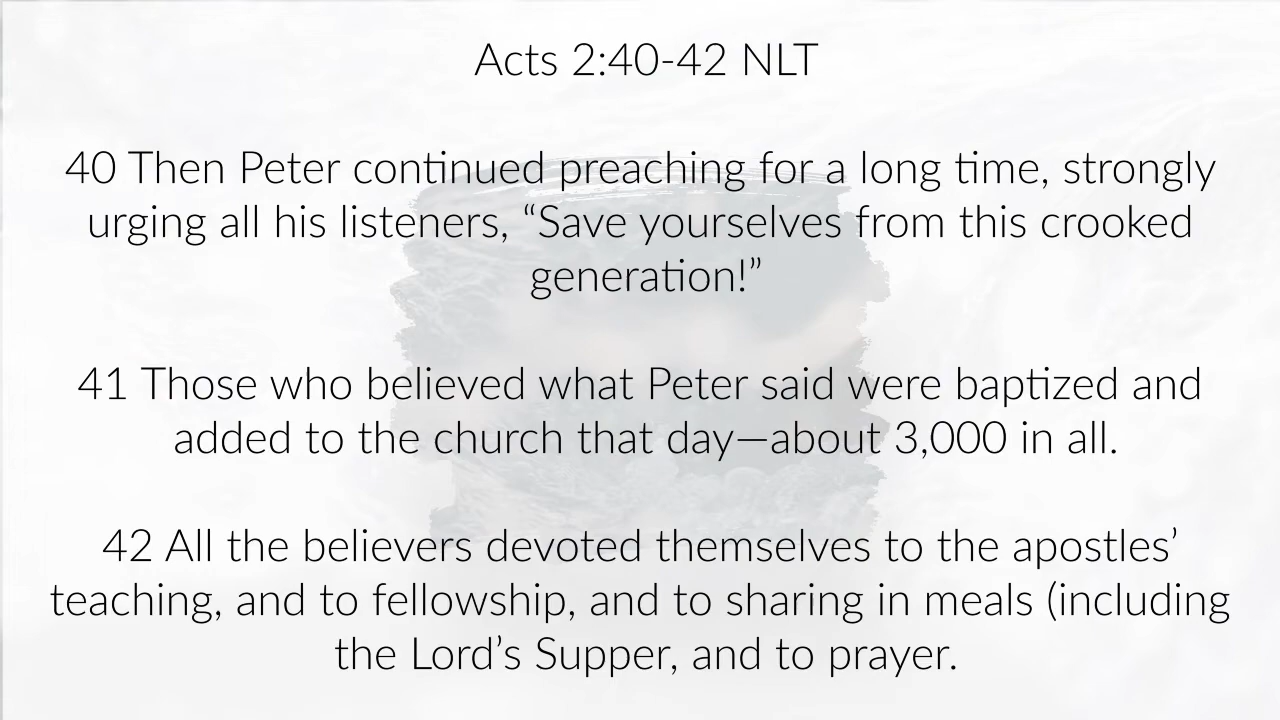 Acts 2:40-42 NLT
40 Then Peter continued preaching for a long time, strongly
urging all his listeners, “Save yourselves from this crooked
generation!”
41 Those who believed what Peter said were baptized and
added to the church that day—about 3,000 in all.
42 All the believers devoted themselves to the apostles’
teaching, and to fellowship, and to sharing in meals (including
the Lord’s Supper, and to prayer.